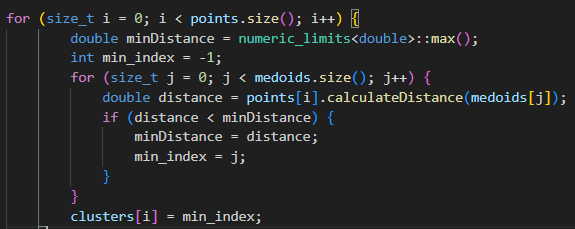 for (size_t i = 0; i < points.size(); i++) {
double minDistance = numeric_limits<double>::max();
int min_index = -1;
for (size_t j = 0; j < medoids.size(); j++) {
double distance = points[i].calculateDistance(medoids[j]);
if (distance < minDistance) {
minDistance = distance;
min_index = j;
}
}
clusters[i] = min_index;